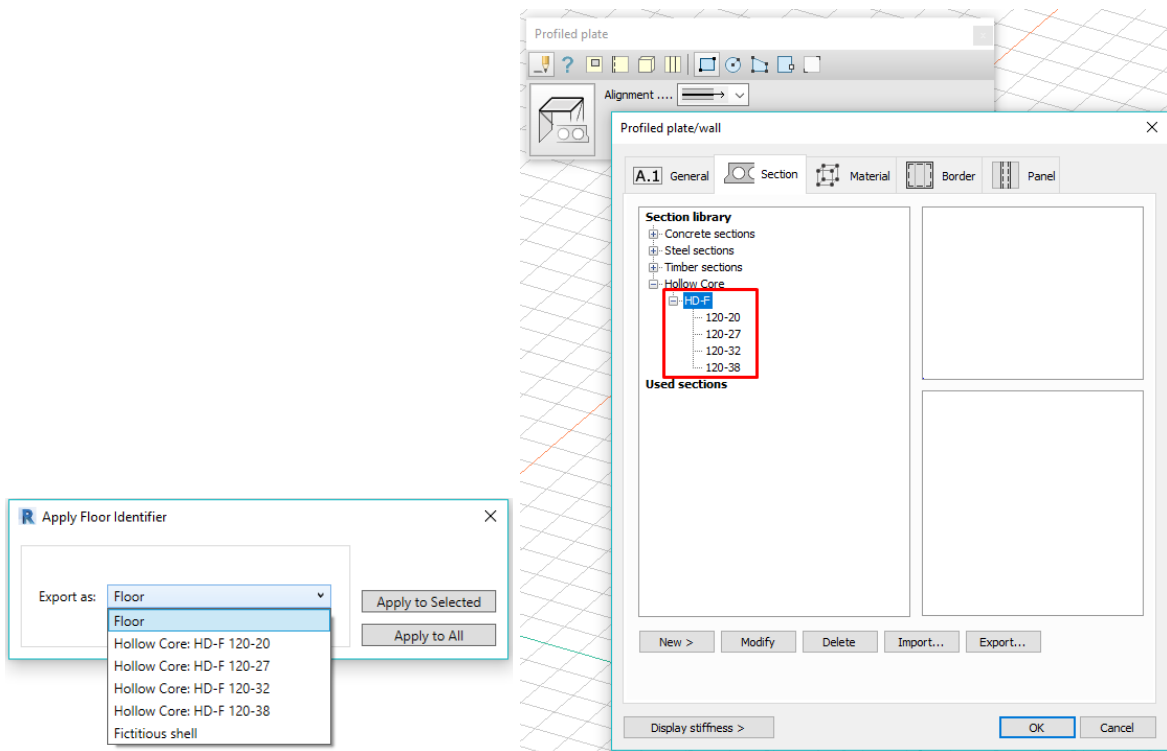 Profiled plate
Alignment ....
Profiled plate/wall
A.1 General
Section
Material
Border
Panel
Section library
Concrete sections
Steel sections
Timber sections
Hollow Core
HD-F
120-20
120-27
120-32
120-38
Used sections
New >
Modify
Delete
Import...
Export...
Display stiffness >
OK
Cancel
R Apply Floor Identifier
Export as:
Floor
Apply to Selected
Apply to All
Floor
Hollow Core: HD-F 120-20
Hollow Core: HD-F 120-27
Hollow Core: HD-F 120-32
Hollow Core: HD-F 120-38
Fictitious shell